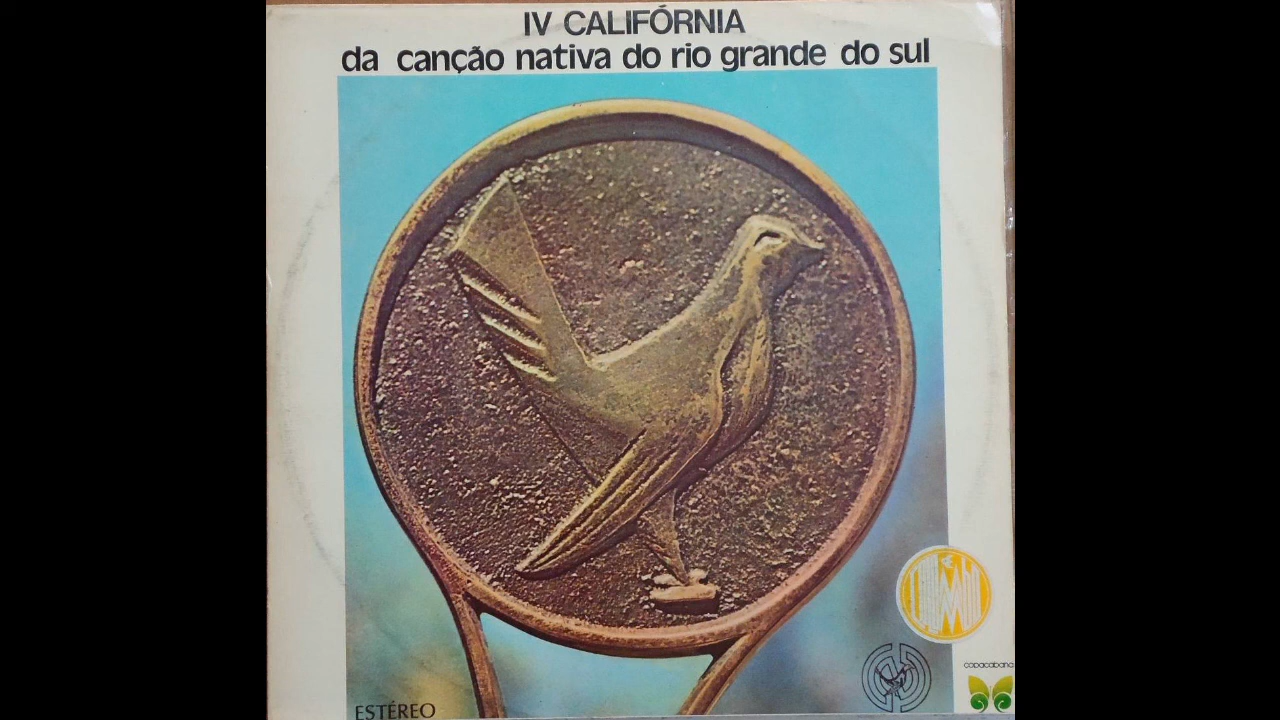 IV CALIFÓRNIA
da canção nativa do rio grande do sul
copacabana
ESTÉREO